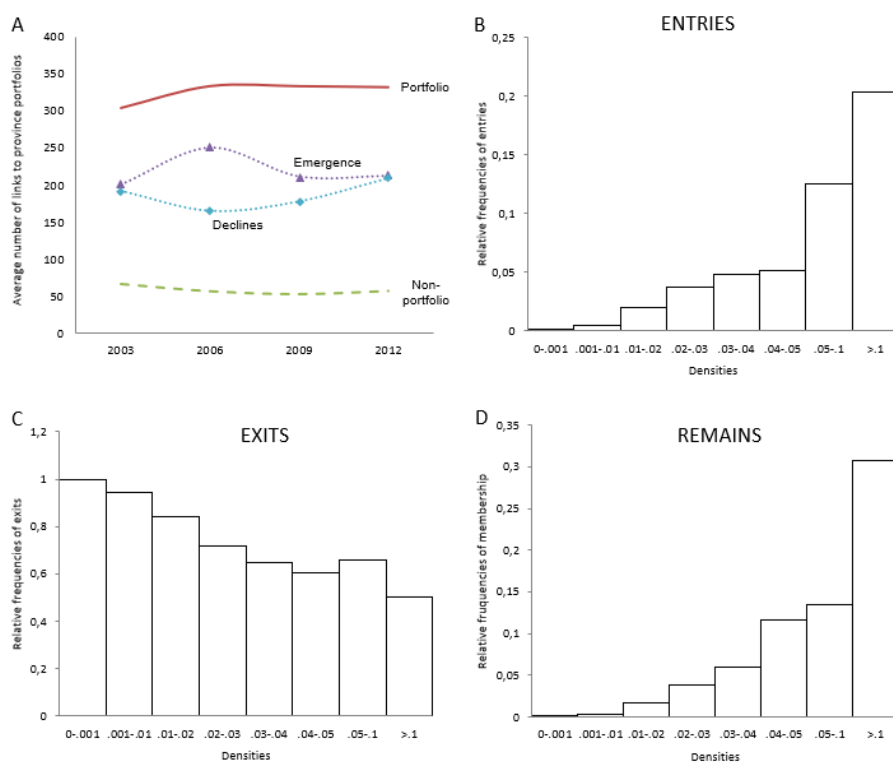 A
400
350
300
250
200
150
100
50
0
Average number of links to province portfolios
Portfolio
Emergence
Declines
Non-
portfolio
2003
2006
2009
2012
B
ENTRIES
0,25
0,2
0,15
0,1
0,05
0
Relative frequencies of entries
0-.001 .001-.01 .01-.02 .02-.03 .03-.04 .04-.05 .05-.1 >.1
Densities
C
EXITS
1,2
1
0,8
0,6
0,4
0,2
0
Relative frequencies of exits
0-.001 .001-.01 .01-.02 .02-.03 .03-.04 .04-.05 .05-.1 >.1
Densities
D
REMAINS
0,35
0,3
0,25
0,2
0,15
0,1
0,05
0
Relative fruquencies of membership
0-.001 .001-.01 .01-.02 .02-.03 .03-.04 .04-.05 .05-.1 >.1
Densities